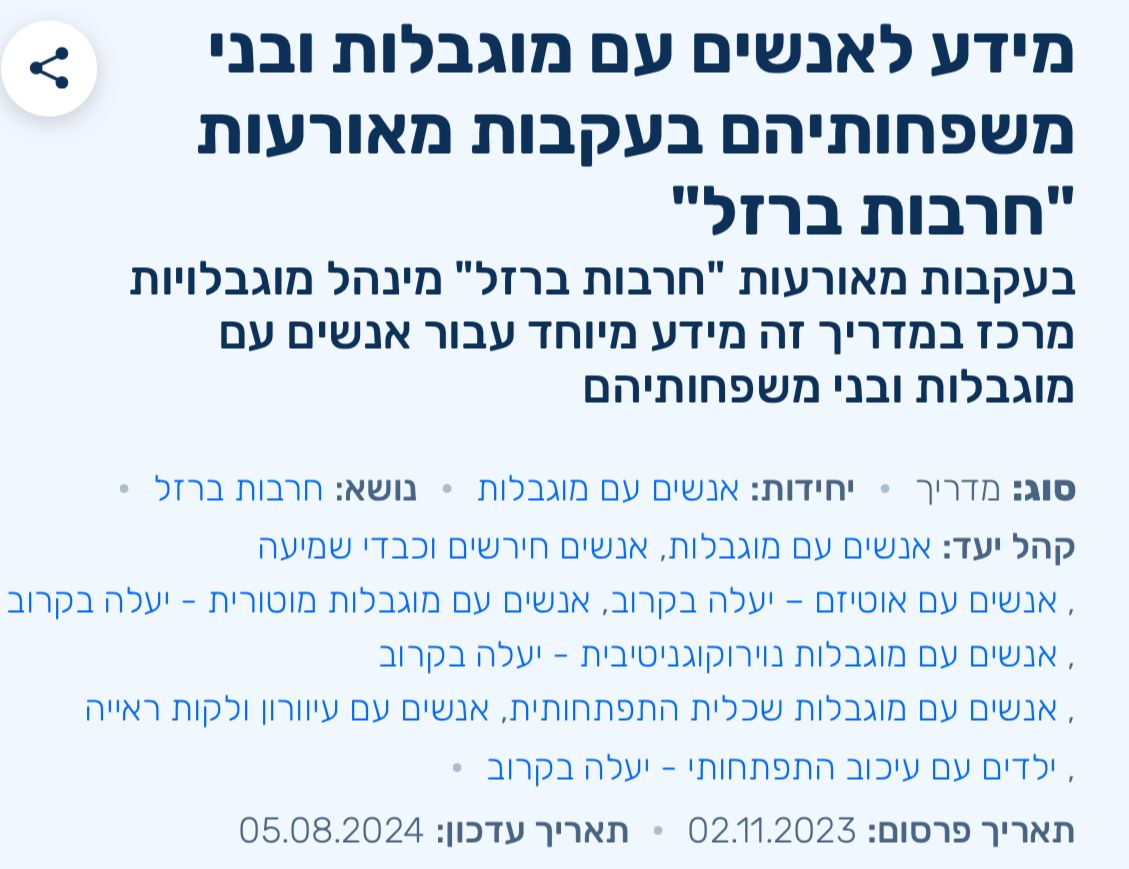 מידע לאנשים עם מוגבלות ובני
משפחותיהם בעקבות מאורעות
"חרבות ברזל"
בעקבות מאורעות "חרבות ברזל" מינהל מוגבלויות
מרכז במדריך זה מידע מיוחד עבור אנשים עם
מוגבלות ובני משפחותיהם
סוג: מדריך • יחידות: אנשים עם מוגבלות • נושא: חרבות ברזל •
קהל יעד: אנשים עם מוגבלות, אנשים חירשים וכבדי שמיעה
, אנשים עם אוטיזם – יעלה בקרוב, אנשים עם מוגבלות מוטורית - יעלה בקרוב
, אנשים עם מוגבלות נוירוקוגניטיבית - יעלה בקרוב
, אנשים עם מוגבלות שכלית התפתחותית, אנשים עם עיוורון ולקות ראייה
, ילדים עם עיכוב התפתחותי - יעלה בקרוב •
תאריך פרסום: 02.11.2023 • תאריך עדכון: 05.08.2024